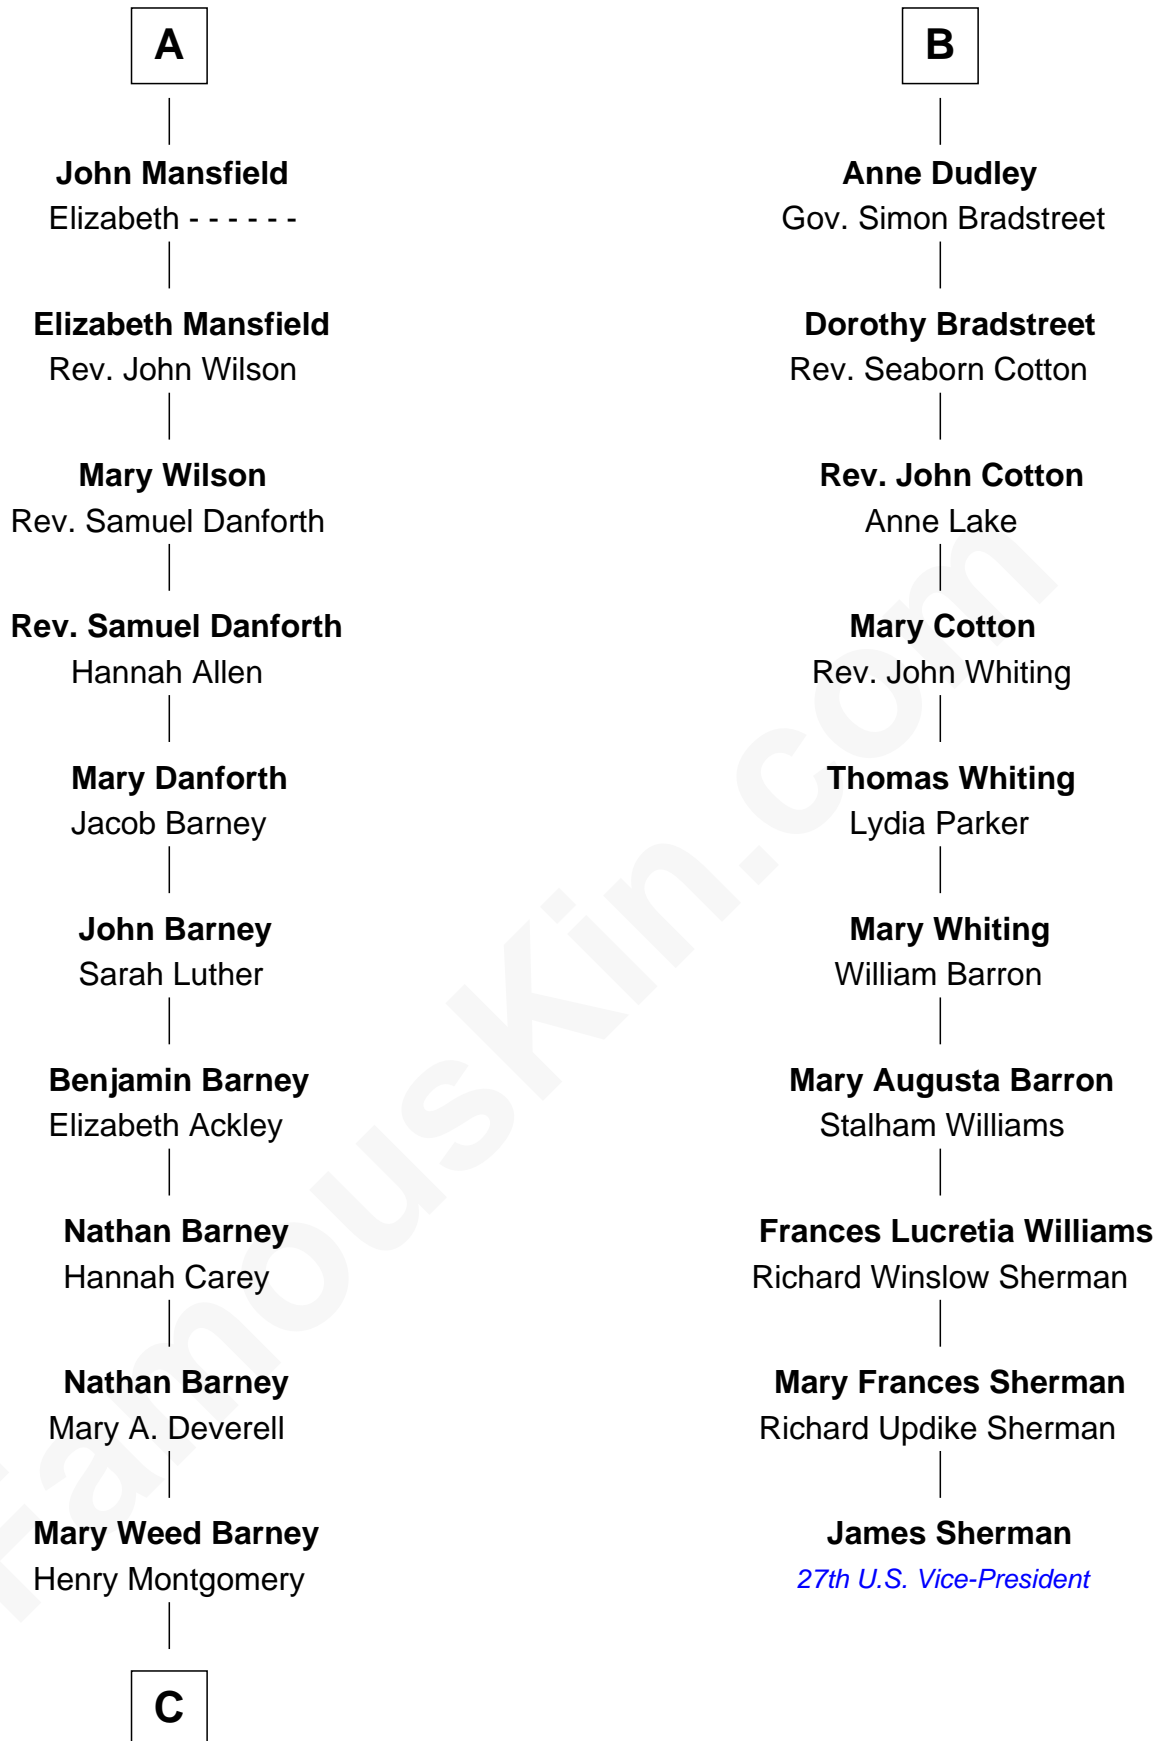 A
John Mansfield
Elizabeth - - - - - -
Elizabeth Mansfield
Rev. John Wilson
Mary Wilson
Rev. Samuel Danforth
Rev. Samuel Danforth
Hannah Allen
Mary Danforth
Jacob Barney
John Barney
Sarah Luther
Benjamin Barney
Elizabeth Ackley
Nathan Barney
Hannah Carey
Nathan Barney
Mary A. Deverell
Mary Weed Barney
Henry Montgomery
C
B
Anne Dudley
Gov. Simon Bradstreet
Dorothy Bradstreet
Rev. Seaborn Cotton
Rev. John Cotton
Anne Lake
Mary Cotton
Rev. John Whiting
Thomas Whiting
Lydia Parker
Mary Whiting
William Barron
Mary Augusta Barron
Stalham Williams
Frances Lucretia Williams
Richard Winslow Sherman
Mary Frances Sherman
Richard Updike Sherman
James Sherman
27th U.S. Vice-President
FamousKin.com